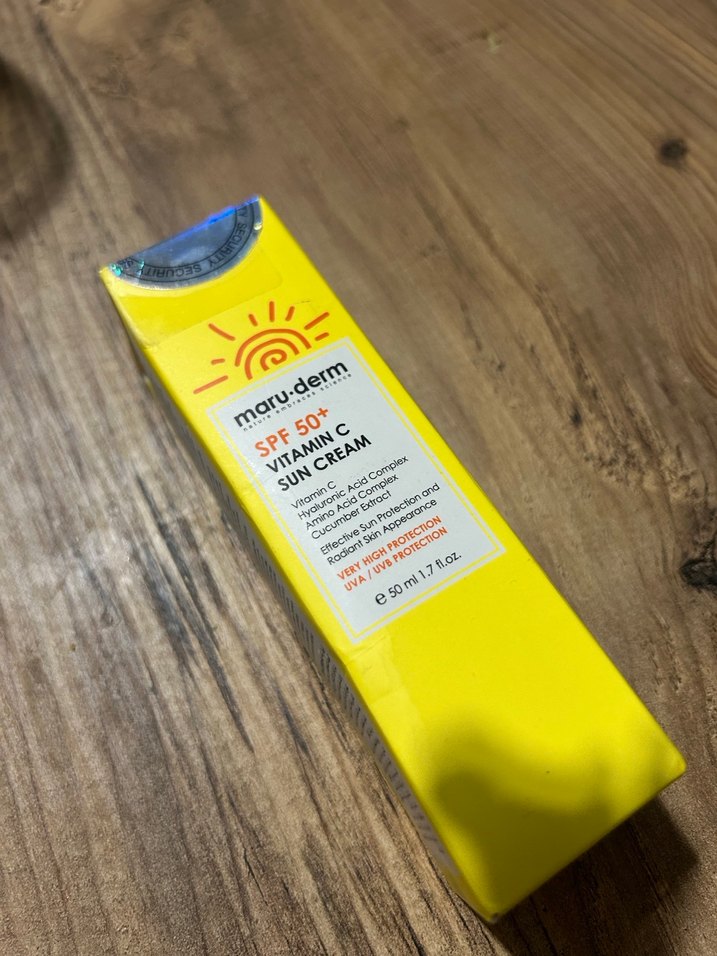 SECURITY SECURITY
maru·derm
nature embraces science
SPF 50+
VITAMIN C
SUN CREAM
Vitamin C
Hyaluronic Acid Complex
Amino Acid Complex
Cucumber Extract
Effective Sun Protection and
Radiant Skin Appearance
VERY HIGH PROTECTION
UVA / UVB PROTECTION
℮ 50 ml 1.7 fl.oz.